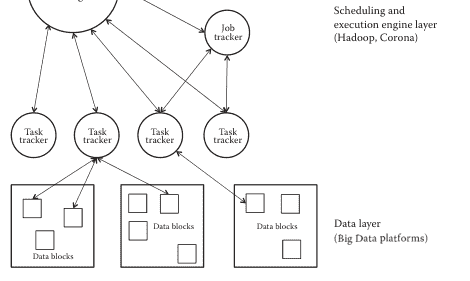 Job
tracker
Scheduling and
execution engine layer
(Hadoop, Corona)
Task
tracker
Task
tracker
Task
tracker
Task
tracker
Data blocks
Data blocks
Data blocks
Data layer
(Big Data platforms)